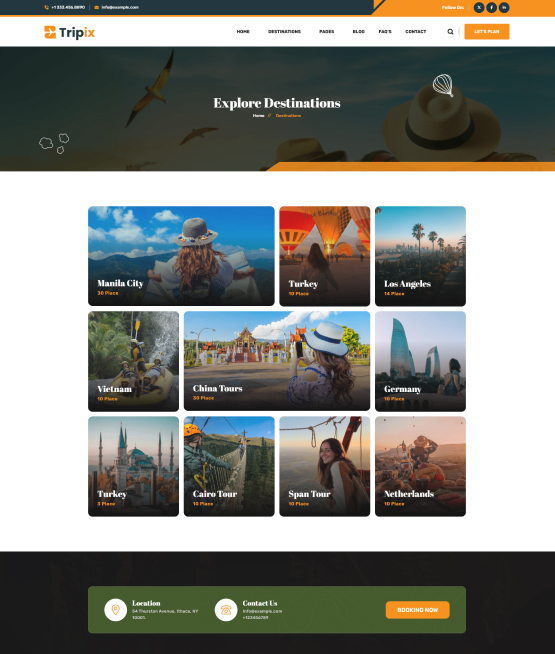 +1 333.456.8890
info@example.com
Follow On:
Tripix
HOME
DESTINATIONS
PAGES
BLOG
FAQ'S
CONTACT
LET'S PLAN
Explore Destinations
Home // Destinations
Manila City
30 Place
Turkey
10 Place
Los Angeles
14 Place
Vietnam
10 Place
China Tours
30 Place
Germany
10 Place
Turkey
3 Place
Cairo Tour
10 Place
Span Tour
10 Place
Netherlands
10 Place
Location
54 Thurston Avenue, Ithaca, NY
Contact Us
info@example.com
+123456789
BOOKING NOW